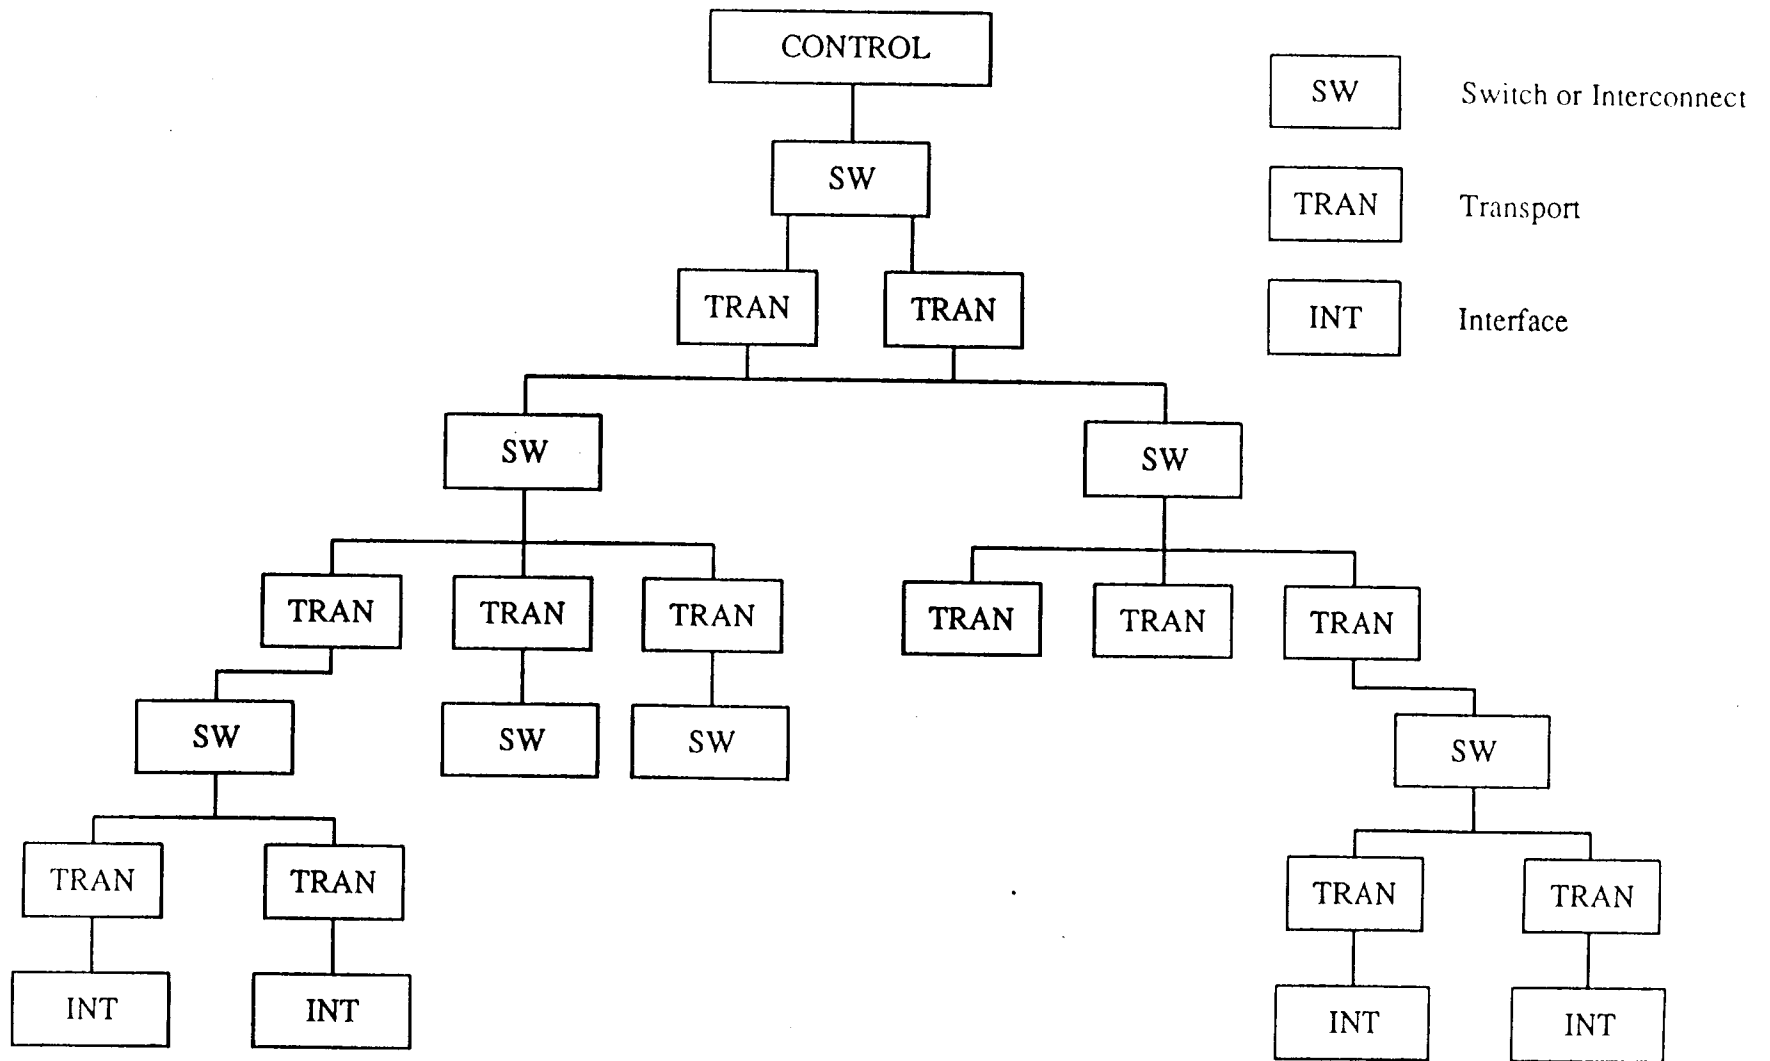 CONTROL
SW Switch or Interconnect
SW
TRAN Transport
TRAN TRAN
INT Interface
SW SW
TRAN TRAN TRAN TRAN TRAN TRAN
SW SW SW SW
TRAN TRAN TRAN TRAN
INT INT INT INT